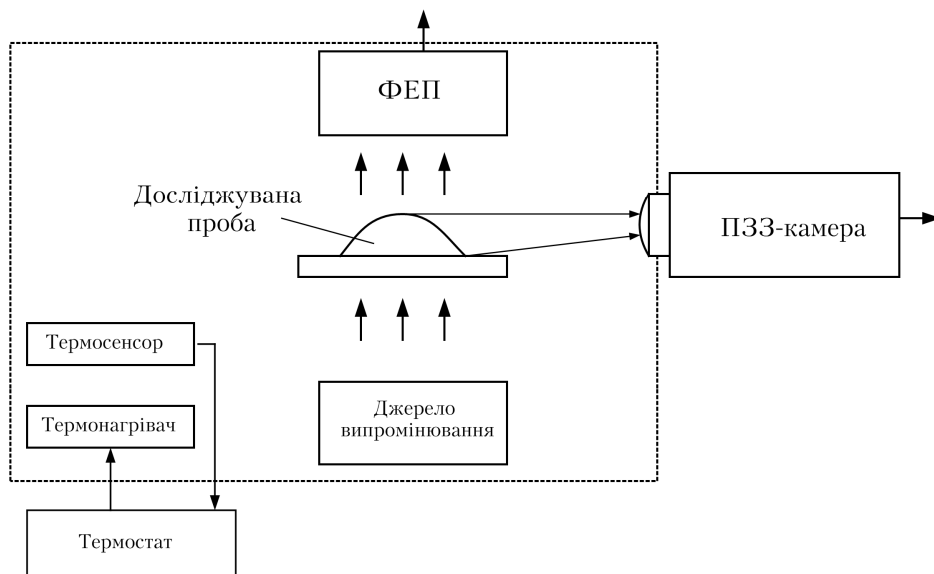 ФЕП
Досліджувана
проба
ПЗЗ-камера
Термосенсор
Термонагрівач
Джерело
випромінювання
Термостат